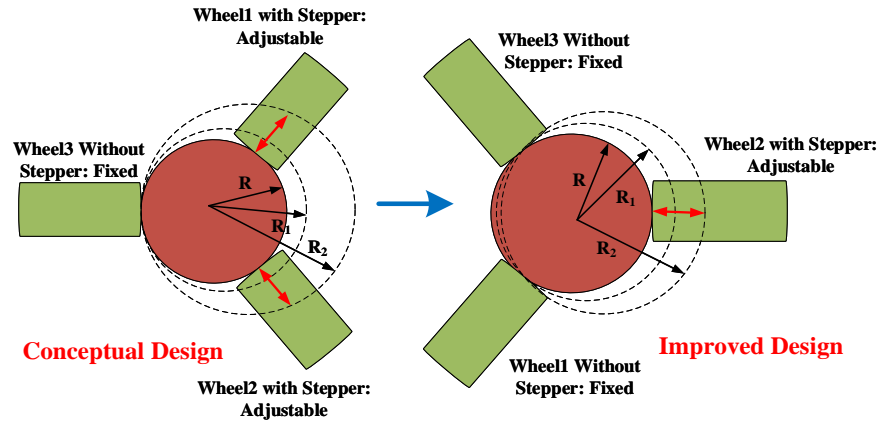 Wheel1 with Stepper:
Adjustable
Wheel3 Without
Stepper: Fixed
R
R1
R2
Wheel2 with Stepper:
Adjustable
Conceptual Design
Wheel3 Without
Stepper: Fixed
Wheel2 with Stepper:
Adjustable
R
R1
R2
Wheel1 Without
Stepper: Fixed
Improved Design